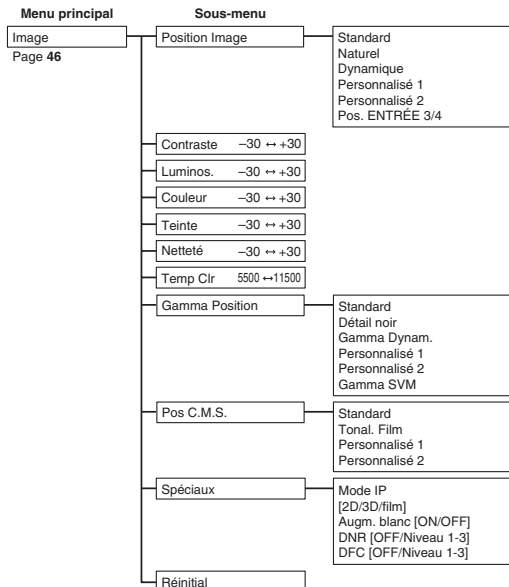 Menu principal
Sous-menu
Image
Page 46
Position Image
Standard
Naturel
Dynamique
Personnalisé 1
Personnalisé 2
Pos. ENTRÉE 3/4
Contraste –30 ↔ +30
Luminos. –30 ↔ +30
Couleur –30 ↔ +30
Teinte –30 ↔ +30
Netteté –30 ↔ +30
Temp Clr 5500 ↔11500
Gamma Position
Standard
Détail noir
Gamma Dynam.
Personnalisé 1
Personnalisé 2
Gamma SVM
Pos C.M.S.
Standard
Tonal. Film
Personnalisé 1
Personnalisé 2
Spéciaux
Mode IP
[2D/3D/film]
Augm. blanc [ON/OFF]
DNR [OFF/Niveau 1-3]
DFC [OFF/Niveau 1-3]
Réinitial